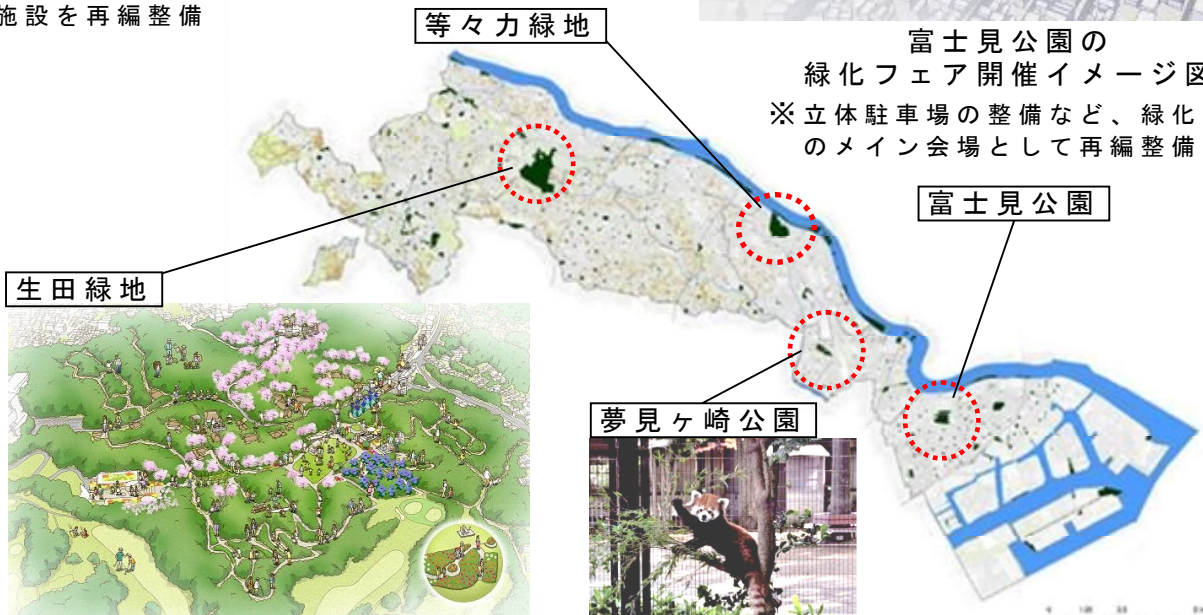 施設を再編整備
等々力緑地
富士見公園の
緑化フェア開催イメージ図
※立体駐車場の整備など、緑化
のメイン会場として再編整備
富士見公園
生田緑地
夢見ヶ崎公園